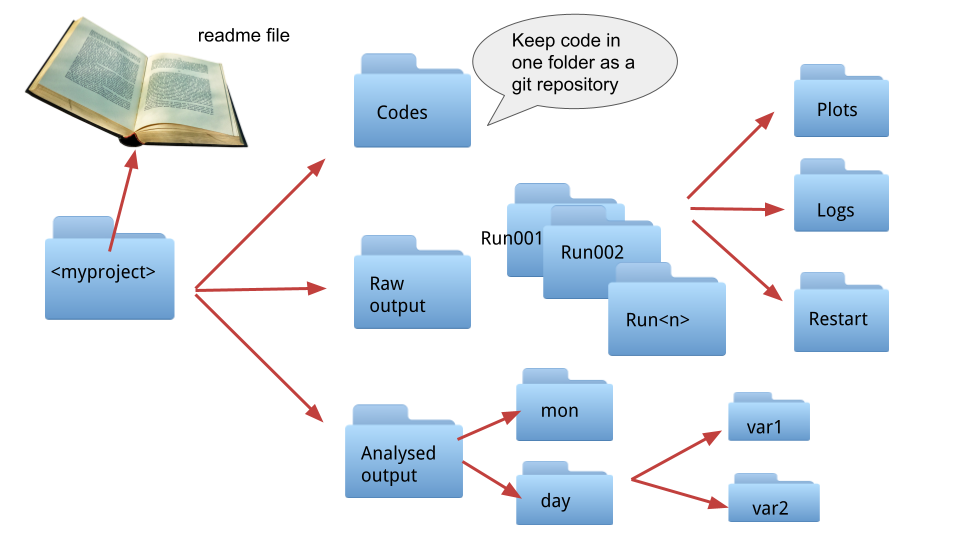 readme file
Keep code in
one folder as a
git repository
Codes
Plots
Logs
Restart
<myproject>
Raw
output
Run001
Run002
Run<n>
Analysed
output
mon
day
var1
var2